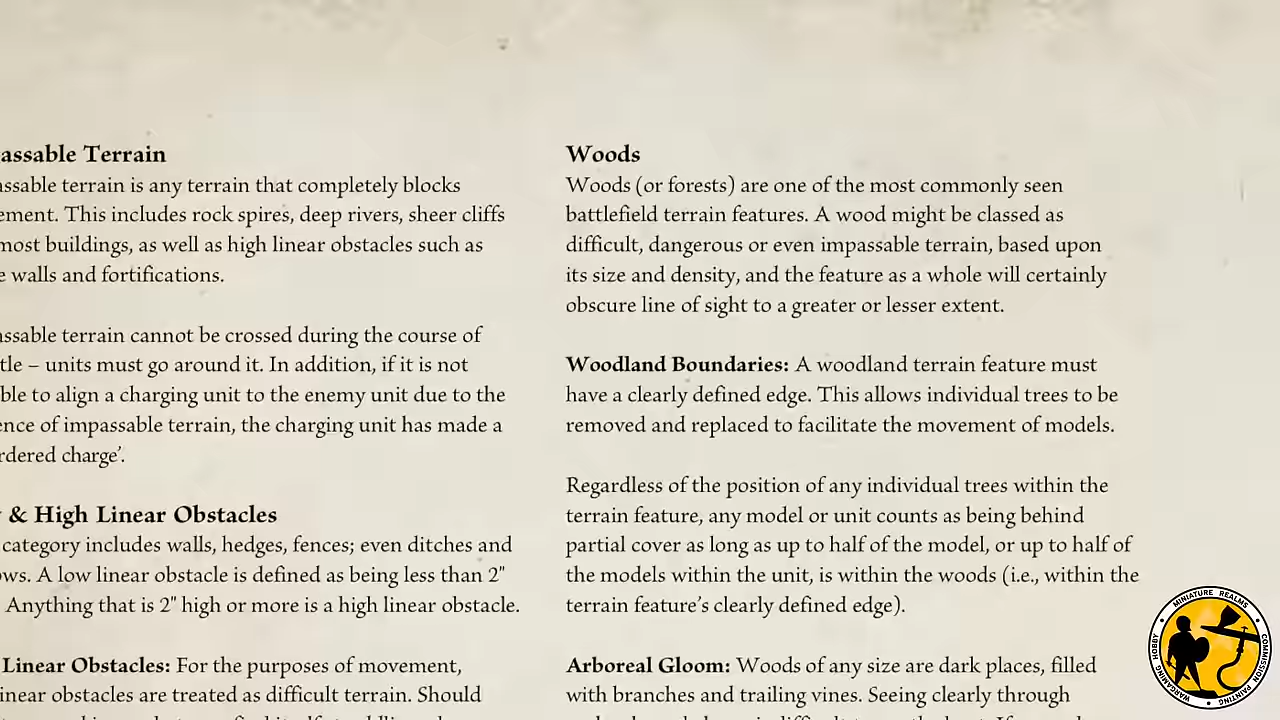 assable Terrain
assable terrain is any terrain that completely blocks
ement. This includes rock spires, deep rivers, sheer cliffs
most buildings, as well as high linear obstacles such as
e walls and fortifications.
assable terrain cannot be crossed during the course of
tle – units must go around it. In addition, if it is not
ble to align a charging unit to the enemy unit due to the
ence of impassable terrain, the charging unit has made a
rdered charge’.
& High Linear Obstacles
category includes walls, hedges, fences; even ditches and
ows. A low linear obstacle is defined as being less than 2"
Anything that is 2" high or more is a high linear obstacle.
Linear Obstacles: For the purposes of movement,
inear obstacles are treated as difficult terrain. Should
Woods
Woods (or forests) are one of the most commonly seen
battlefield terrain features. A wood might be classed as
difficult, dangerous or even impassable terrain, based upon
its size and density, and the feature as a whole will certainly
obscure line of sight to a greater or lesser extent.
Woodland Boundaries: A woodland terrain feature must
have a clearly defined edge. This allows individual trees to be
removed and replaced to facilitate the movement of models.
Regardless of the position of any individual trees within the
terrain feature, any model or unit counts as being behind
partial cover as long as up to half of the model, or up to half of
the models within the unit, is within the woods (i.e., within the
terrain feature’s clearly defined edge).
Arboreal Gloom: Woods of any size are dark places, filled
with branches and trailing vines. Seeing clearly through
MINIATURE REALMS
COMMISSION PAINTING
WARGAMING HOBBY